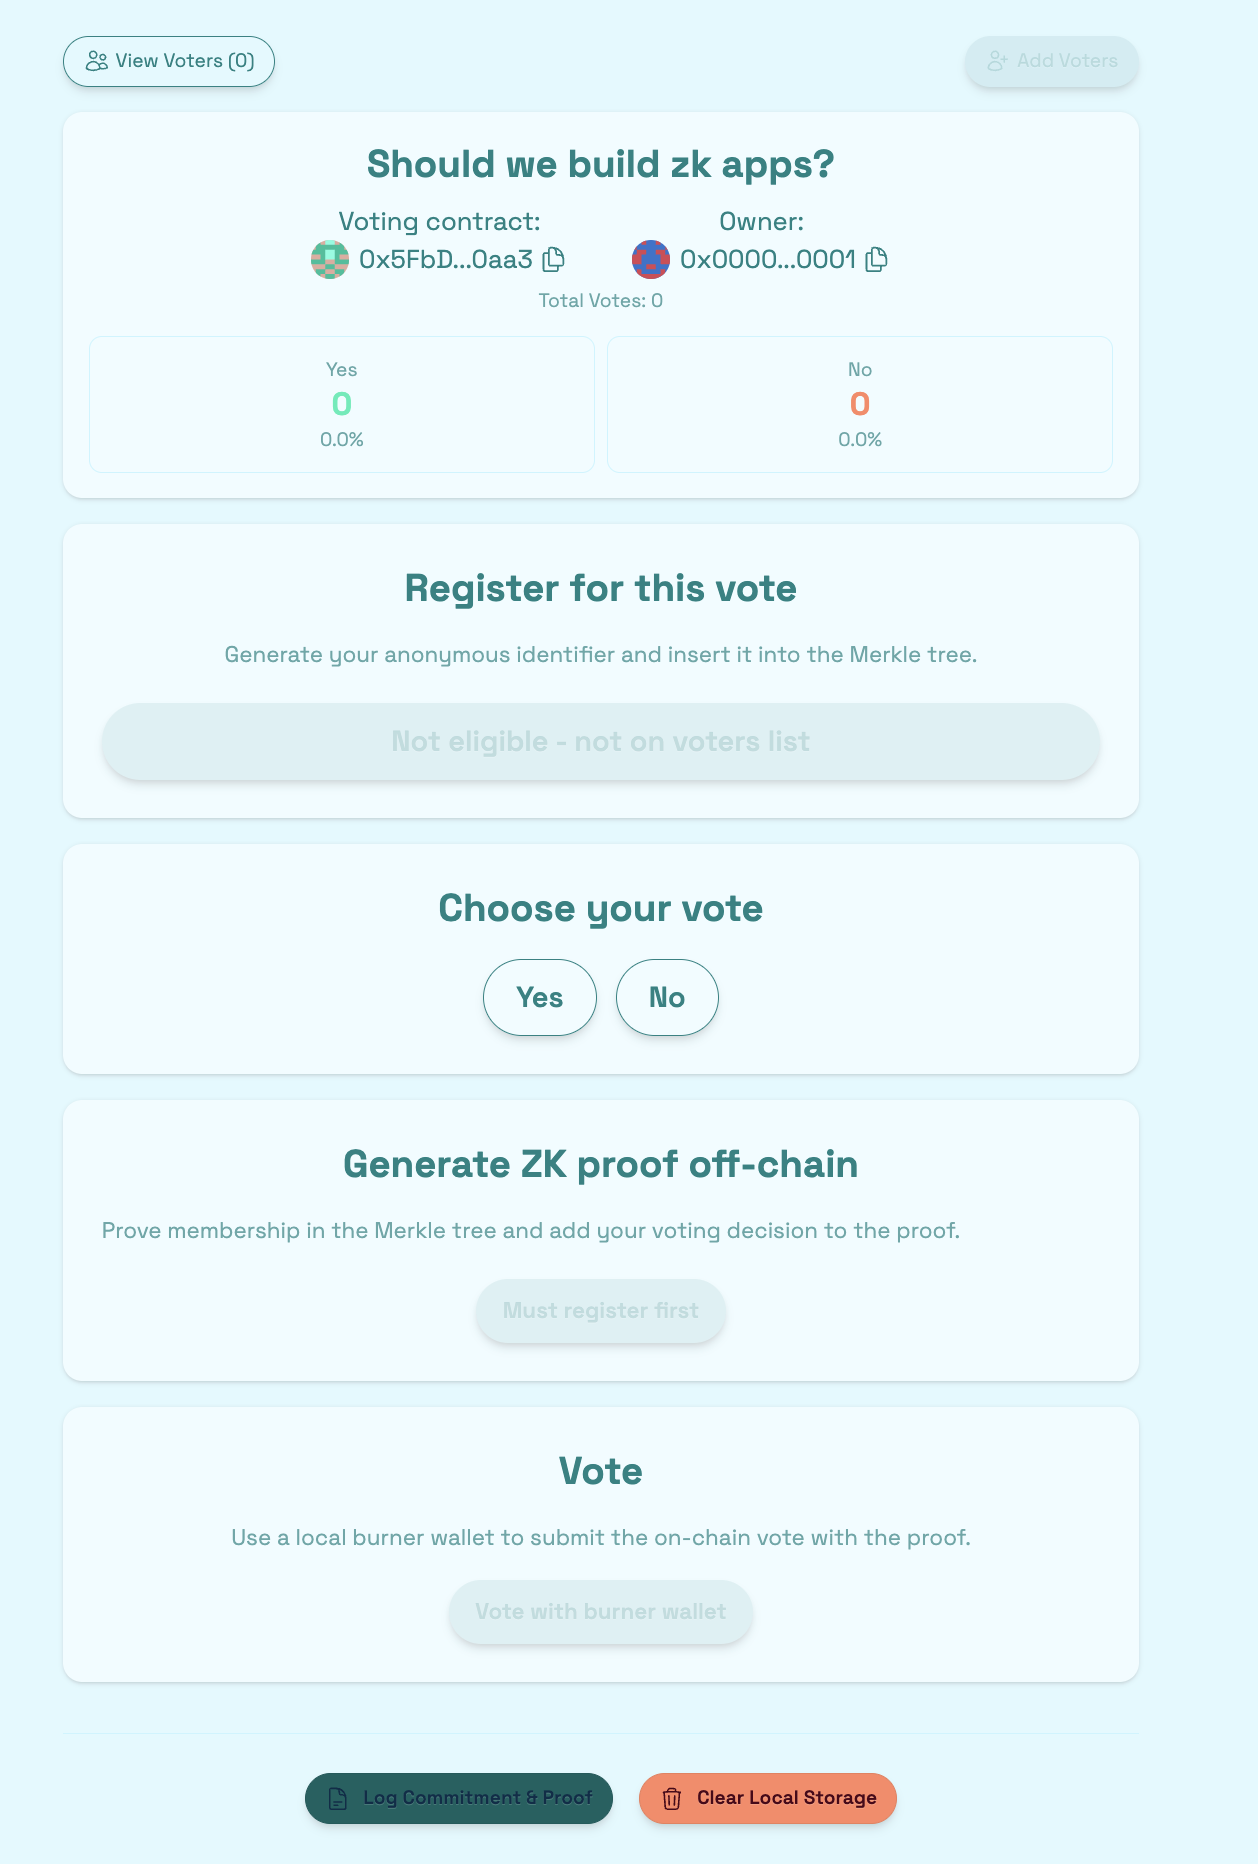 View Voters (0)
Add Voters
Should we build zk apps?
Voting contract:
0x5FbD...0aa3
Owner:
0x0000...0001
Total Votes: 0
Yes
0
0.0%
No
0
0.0%
Register for this vote
Generate your anonymous identifier and insert it into the Merkle tree.
Not eligible - not on voters list
Choose your vote
Yes
No
Generate ZK proof off-chain
Prove membership in the Merkle tree and add your voting decision to the proof.
Must register first
Vote
Use a local burner wallet to submit the on-chain vote with the proof.
Vote with burner wallet
Log Commitment & Proof
Clear Local Storage